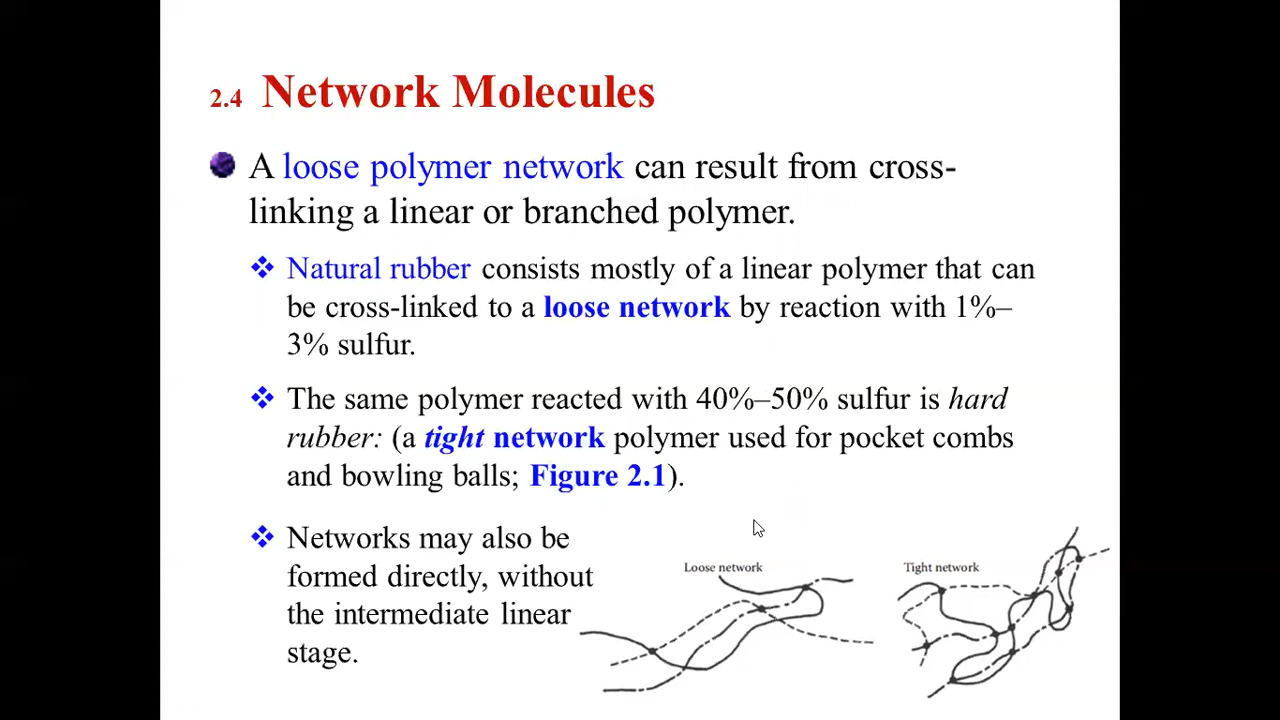 2.4 Network Molecules
A loose polymer network can result from cross-
linking a linear or branched polymer.
Natural rubber consists mostly of a linear polymer that can
be cross-linked to a loose network by reaction with 1%–
3% sulfur.
The same polymer reacted with 40%–50% sulfur is hard
rubber: (a tight network polymer used for pocket combs
and bowling balls; Figure 2.1).
Networks may also be
formed directly, without
the intermediate linear
stage.
Loose network
Tight network